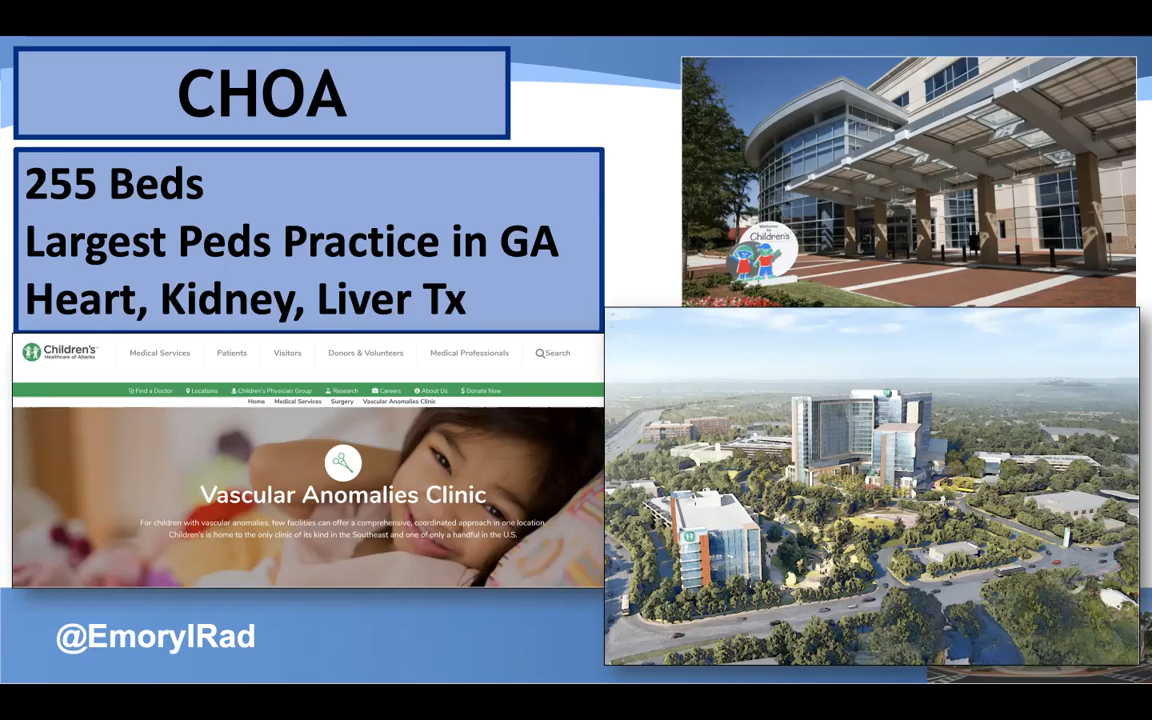 CHOA
255 Beds
Largest Peds Practice in GA
Heart, Kidney, Liver Tx
Welcome
to
Children's
Children's
Healthcare of Atlanta
Medical Services Patients Visitors Donors & Volunteers Medical Professionals Search
Find a Doctor Locations Children's Physician Group Research Careers About Us $ Donate Now
Home Medical Services Surgery Vascular Anomalies Clinic
Vascular Anomalies Clinic
For children with vascular anomalies, few facilities can offer a comprehensive, coordinated approach in one location.
Children's is home to the only clinic of its kind in the Southeast and one of only a handful in the U.S.
@EmoryIRad